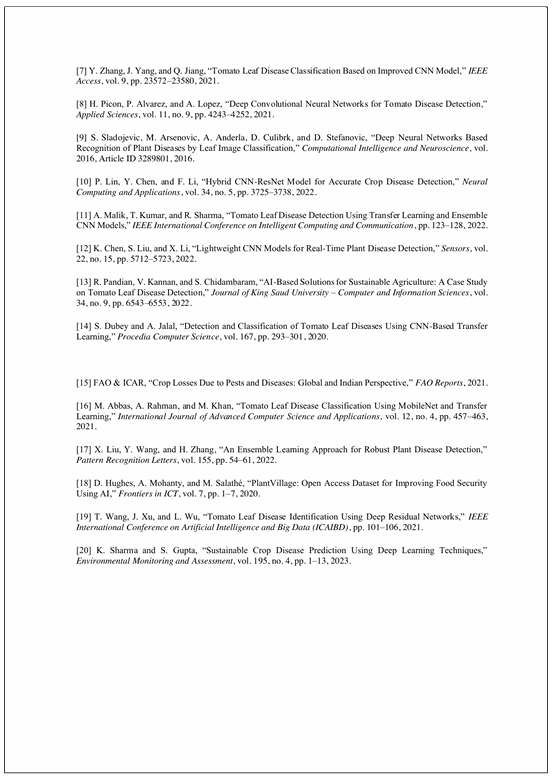 [7] Y. Zhang, J. Yang, and Q. Jiang, “Tomato Leaf Disease Classification Based on Improved CNN Model,” IEEE
Access, vol. 9, pp. 23572–23580, 2021.
[8] H. Picon, P. Alvarez, and A. Lopez, “Deep Convolutional Neural Networks for Tomato Disease Detection,”
Applied Sciences, vol. 11, no. 9, pp. 4243–4252, 2021.
[9] S. Sladojevic, M. Arsenovic, A. Anderla, D. Culibrk, and D. Stefanovic, “Deep Neural Networks Based
Recognition of Plant Diseases by Leaf Image Classification,” Computational Intelligence and Neuroscience, vol.
2016, Article ID 3289801, 2016.
[10] P. Lin, Y. Chen, and F. Li, “Hybrid CNN-ResNet Model for Accurate Crop Disease Detection,” Neural
Computing and Applications, vol. 34, no. 5, pp. 3725–3738, 2022.
[11] A. Malik, T. Kumar, and R. Sharma, “Tomato Leaf Disease Detection Using Transfer Learning and Ensemble
CNN Models,” IEEE International Conference on Intelligent Computing and Communication, pp. 123–128, 2022.
[12] K. Chen, S. Liu, and X. Li, “Lightweight CNN Models for Real-Time Plant Disease Detection,” Sensors, vol.
22, no. 15, pp. 5712–5723, 2022.
[13] R. Pandian, V. Kannan, and S. Chidambaram, “AI-Based Solutions for Sustainable Agriculture: A Case Study
on Tomato Leaf Disease Detection,” Journal of King Saud University – Computer and Information Sciences, vol.
34, no. 9, pp. 6543–6553, 2022.
[14] S. Dubey and A. Jalal, “Detection and Classification of Tomato Leaf Diseases Using CNN-Based Transfer
Learning,” Procedia Computer Science, vol. 167, pp. 293–301, 2020.
[15] FAO & ICAR, “Crop Losses Due to Pests and Diseases: Global and Indian Perspective,” FAO Reports, 2021.
[16] M. Abbas, A. Rahman, and M. Khan, “Tomato Leaf Disease Classification Using MobileNet and Transfer
Learning,” International Journal of Advanced Computer Science and Applications, vol. 12, no. 4, pp. 457–463,
2021.
[17] X. Liu, Y. Wang, and H. Zhang, “An Ensemble Learning Approach for Robust Plant Disease Detection,”
Pattern Recognition Letters, vol. 155, pp. 54–61, 2022.
[18] D. Hughes, A. Mohanty, and M. Salathé, “PlantVillage: Open Access Dataset for Improving Food Security
Using AI,” Frontiers in ICT, vol. 7, pp. 1–7, 2020.
[19] T. Wang, J. Xu, and L. Wu, “Tomato Leaf Disease Identification Using Deep Residual Networks,” IEEE
International Conference on Artificial Intelligence and Big Data (ICAIBD), pp. 101–106, 2021.
[20] K. Sharma and S. Gupta, “Sustainable Crop Disease Prediction Using Deep Learning Techniques,”
Environmental Monitoring and Assessment, vol. 195, no. 4, pp. 1–13, 2023.